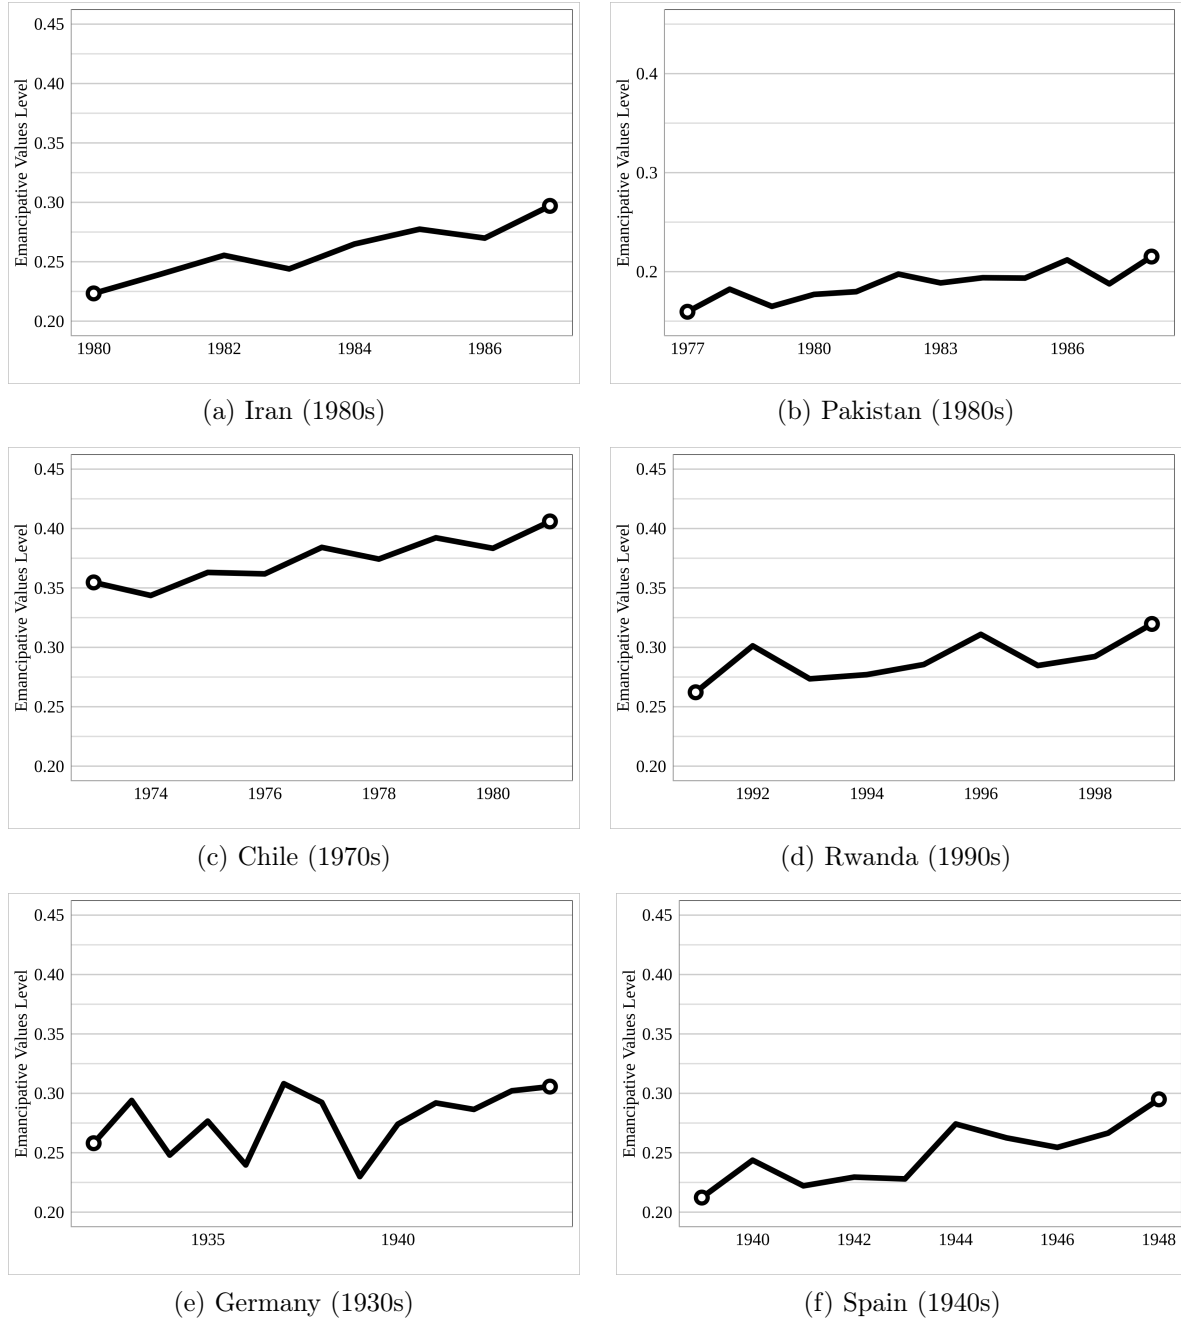 Emancipative Values Level
0.45
0.40
0.35
0.30
0.25
0.20
1980 1982 1984 1986
(a) Iran (1980s)
Emancipative Values Level
0.4
0.3
0.2
1977 1980 1983 1986
(b) Pakistan (1980s)
Emancipative Values Level
0.45
0.40
0.35
0.30
0.25
0.20
1974 1976 1978 1980
(c) Chile (1970s)
Emancipative Values Level
0.45
0.40
0.35
0.30
0.25
0.20
1992 1994 1996 1998
(d) Rwanda (1990s)
Emancipative Values Level
0.45
0.40
0.35
0.30
0.25
0.20
1935 1940
(e) Germany (1930s)
Emancipative Values Level
0.45
0.40
0.35
0.30
0.25
0.20
1940 1942 1944 1946 1948
(f) Spain (1940s)